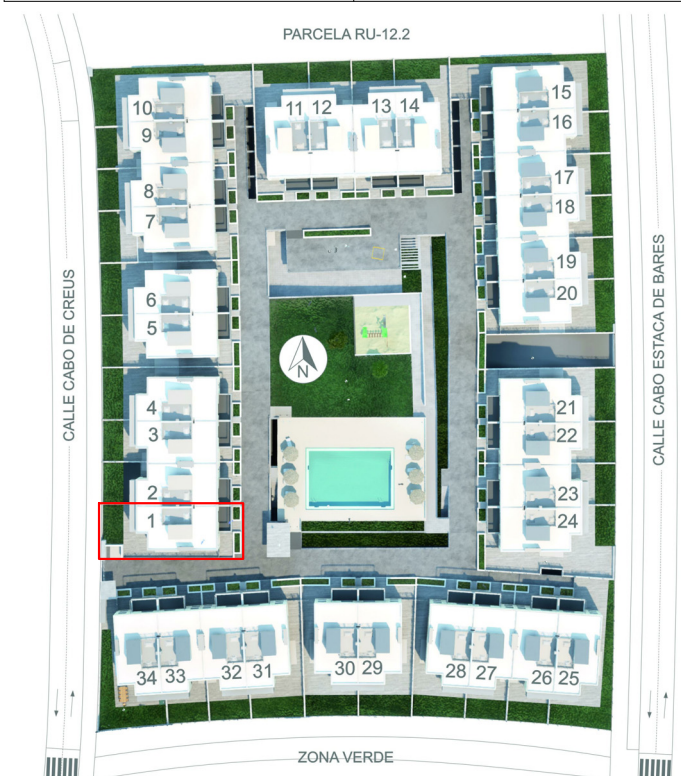 PARCELA RU-12.2
10
9
8
7
6
5
4
3
2
1
11 12 13 14
15
16
17
18
19
20
21
22
23
24
34 33 32 31 30 29 28 27 26 25
N
CALLE CABO DE CREUS
CALLE CABO ESTACA DE BARES
ZONA VERDE